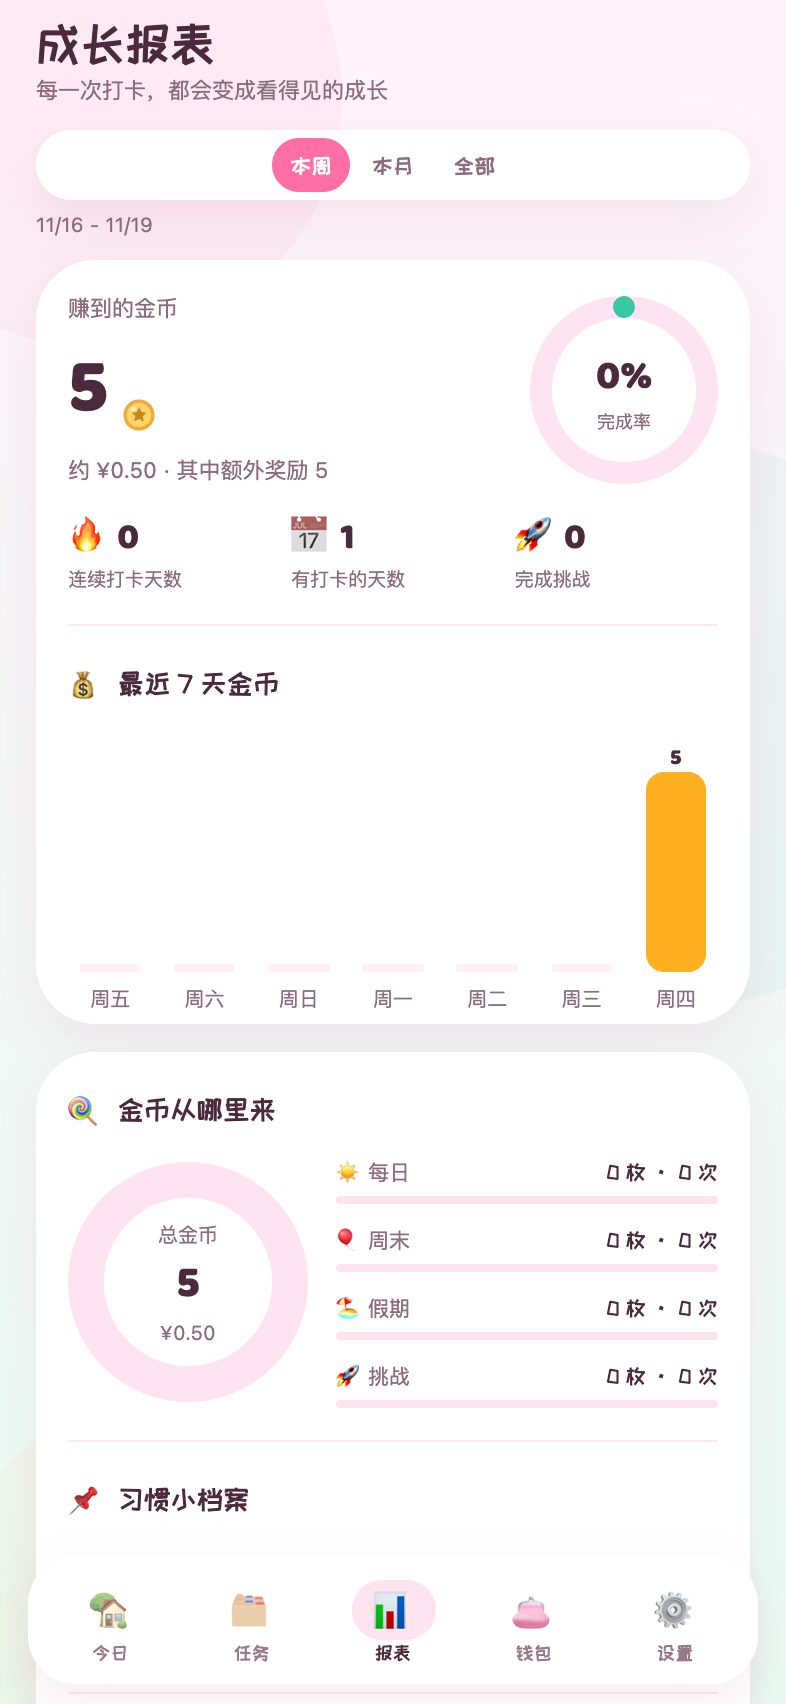 成长报表
每一次打卡，都会变成看得见的成长
本周 本月 全部
11/16 - 11/19
赚到的金币
5
0%
完成率
约 ¥0.50 · 其中额外奖励 5
0
JUL 17 1
0
连续打卡天数 有打卡的天数 完成挑战
最近 7 天金币
5
周五 周六 周日 周一 周二 周三 周四
金币从哪里来
总金币
5
¥0.50
每日 0 枚 · 0 次
周末 0 枚 · 0 次
假期 0 枚 · 0 次
挑战 0 枚 · 0 次
习惯小档案
今日 任务 报表 钱包 设置